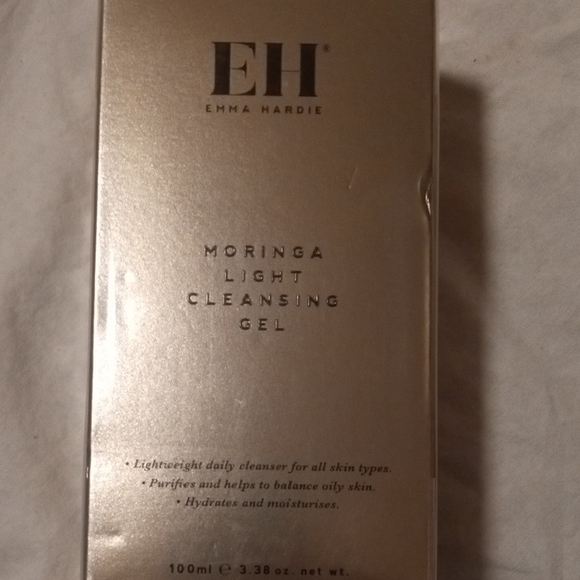 EH®
EMMA HARDIE
MORINGA
LIGHT
CLEANSING
GEL
• Lightweight daily cleanser for all skin types.
• Purifies and helps to balance oily skin.
• Hydrates and moisturises.
100ml ℮ 3.38 oz. net wt.